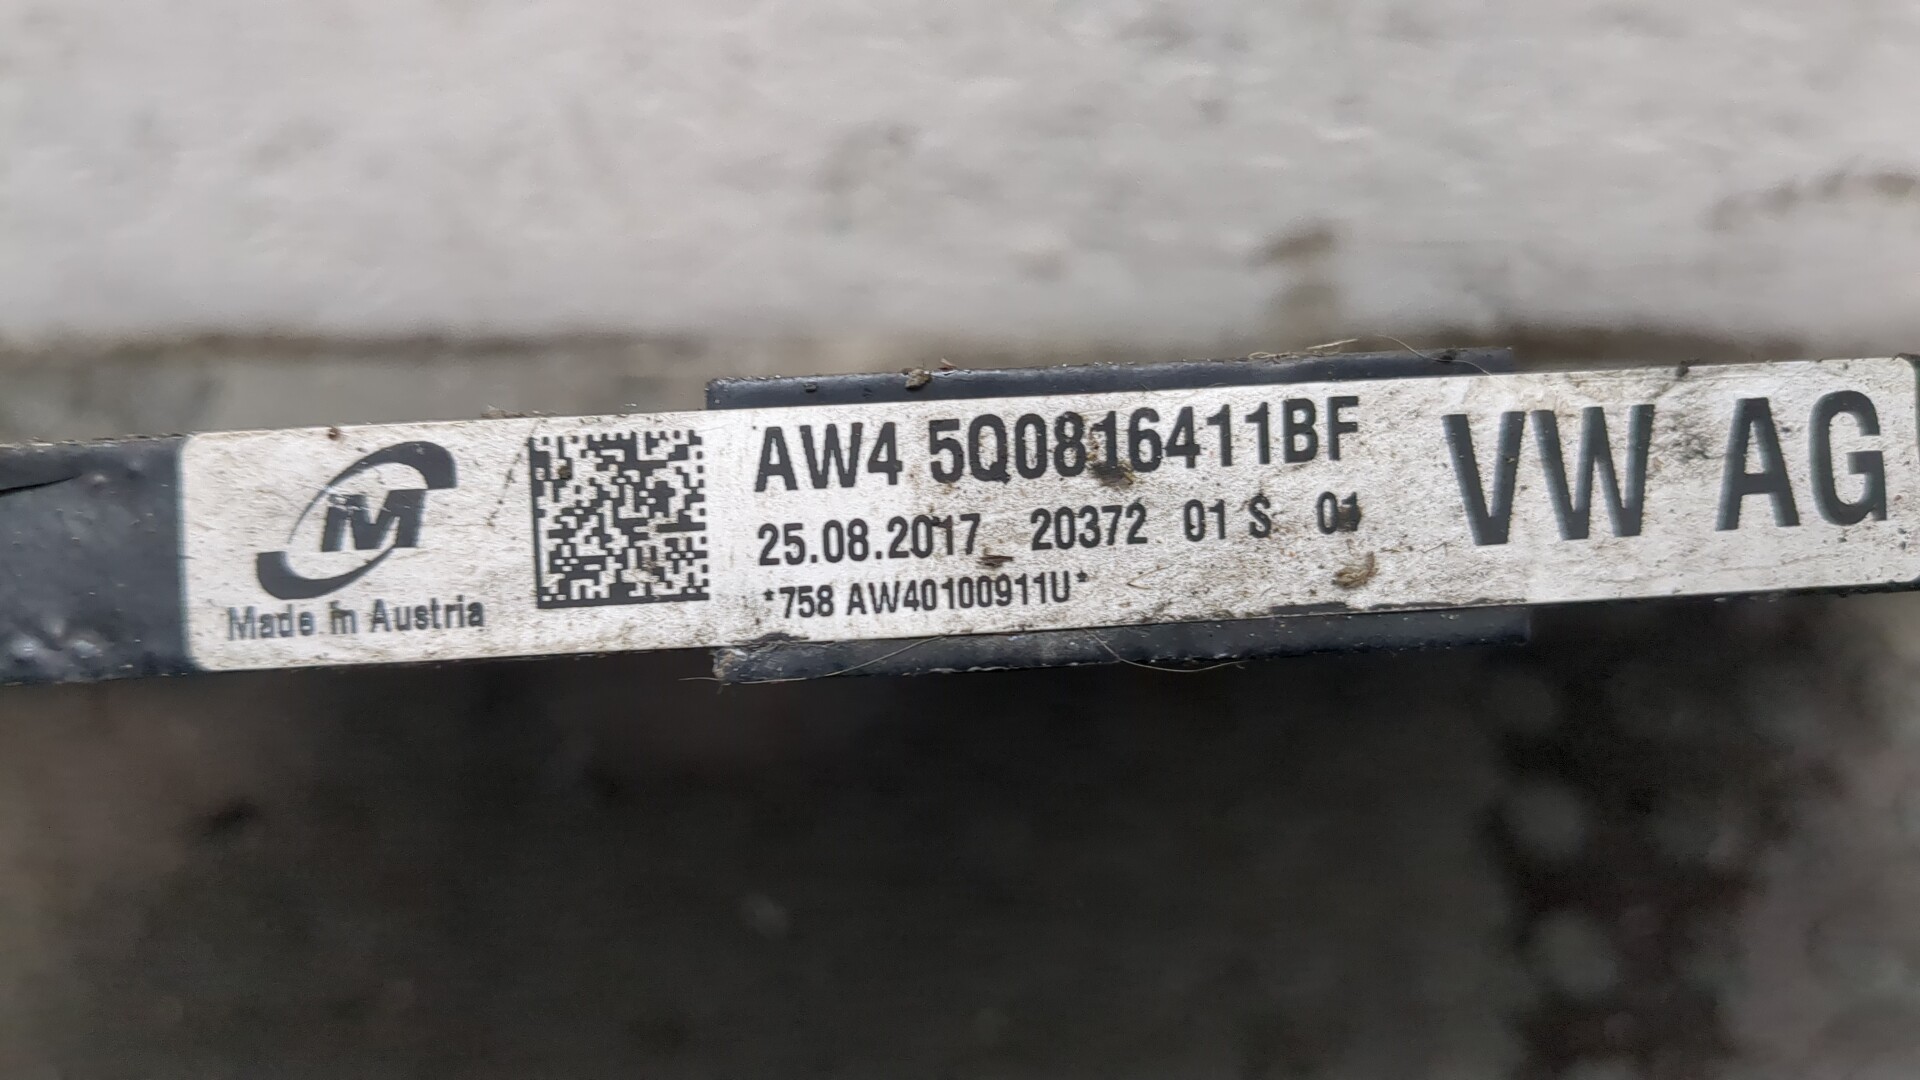 M
Made in Austria
AW4 5Q0816411BF
25.08.2017 20372 01 S 01
*758 AW40100911U*
VW AG